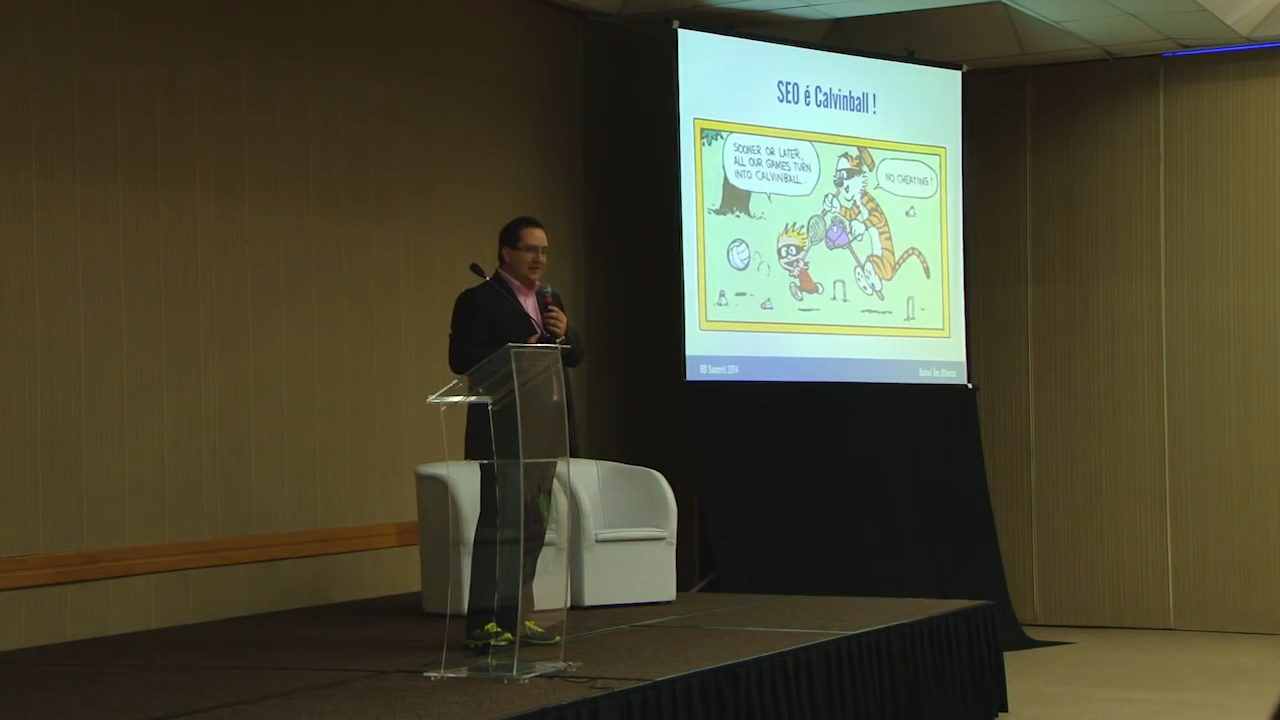 SEO é Calvinball !
SOONER OR LATER,
ALL OUR GAMES TURN
INTO CALVINBALL.
NO CHEATING!
RD Summit 2014